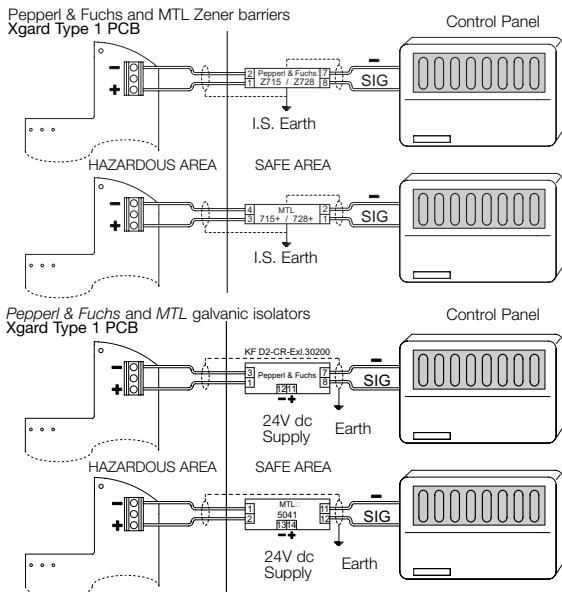 Pepperl & Fuchs and MTL Zener barriers
Xgard Type 1 PCB
Control Panel
− 2 Pepperl & Fuchs 7 −
+ 1 Z715 / Z728 8 SIG
I.S. Earth
HAZARDOUS AREA SAFE AREA
− 4 MTL 2 −
+ 3 715+ / 728+ 1 SIG
I.S. Earth
Pepperl & Fuchs and MTL galvanic isolators
Xgard Type 1 PCB
Control Panel
KF D2-CR-ExI.30200
− 3 Pepperl & Fuchs 7 −
+ 1 8 SIG
12 11
− +
24V dc
Supply
Earth
HAZARDOUS AREA SAFE AREA
− 1 MTL 11 −
+ 2 5041 12 SIG
13 14
− +
24V dc
Supply
Earth